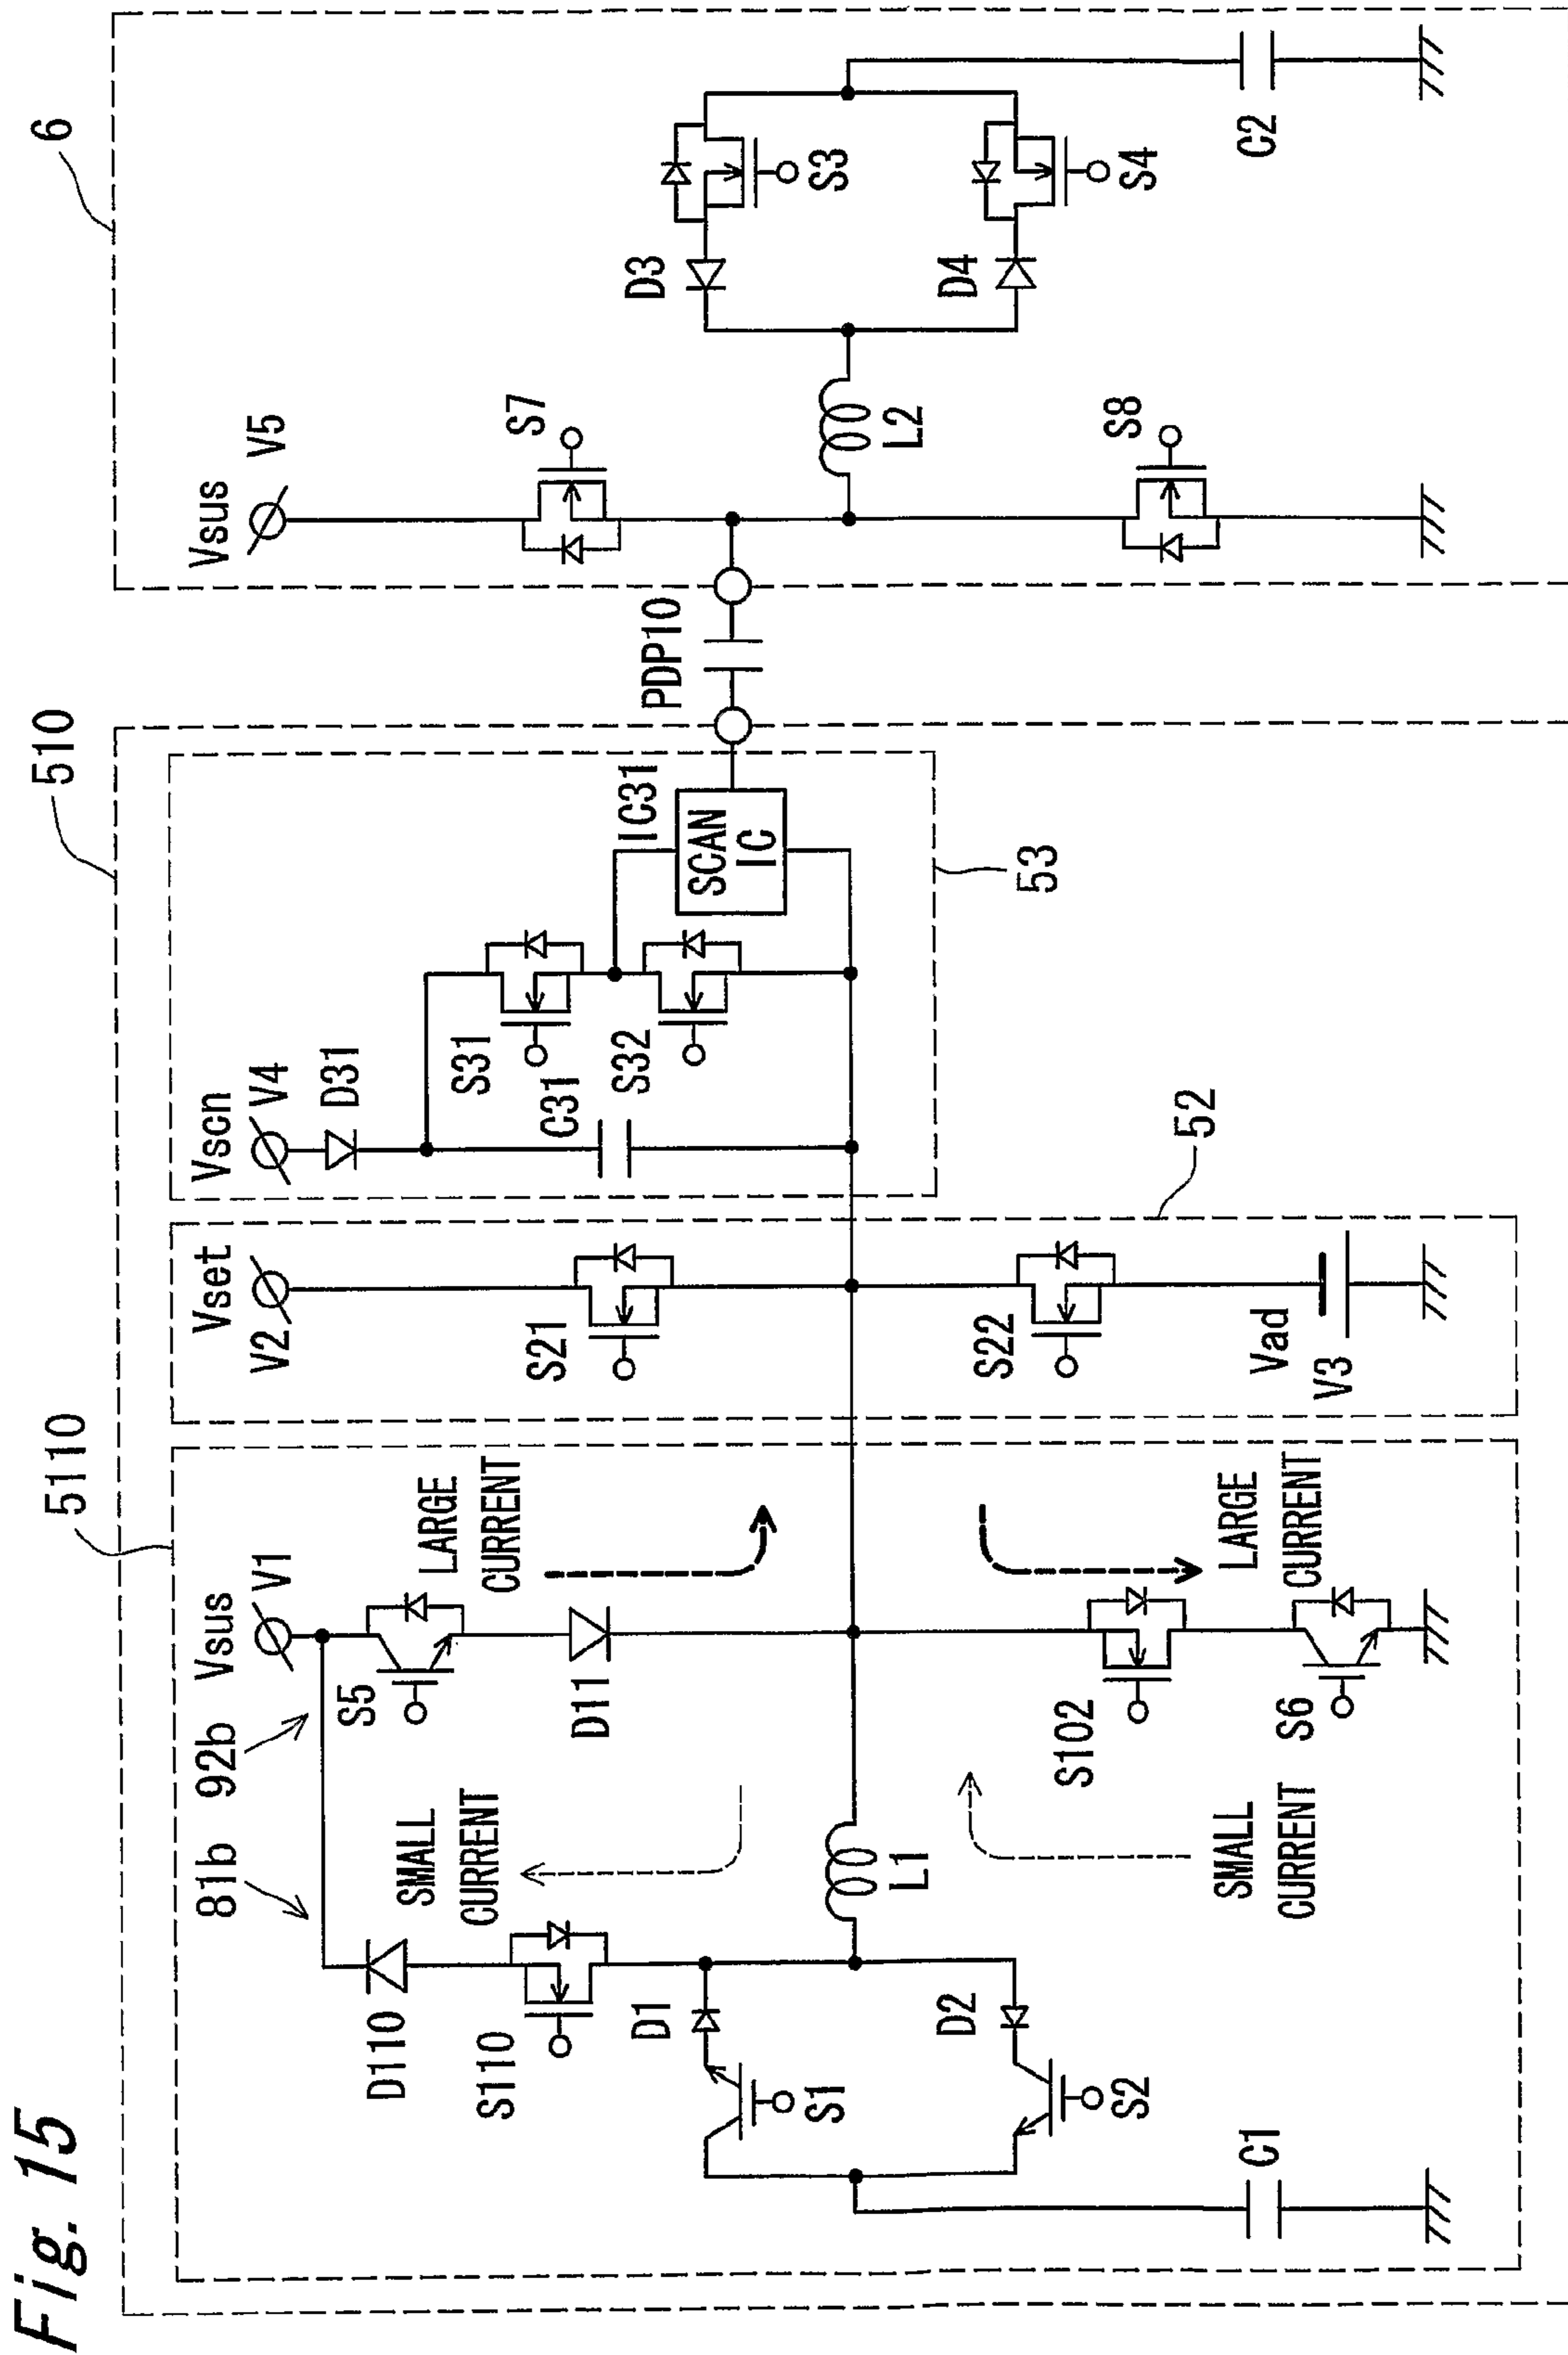 Fig. 15
510
5110
6
81b
92b
Vsus
V1
D110
S110
S5
LARGE
CURRENT
D11
SMALL
CURRENT
D1
S1
D2
S2
L1
C1
S102
S6
LARGE
CURRENT
SMALL
CURRENT
Vset
V2
S21
S22
Vad
V3
52
Vscn
V4
D31
S31
C31
S32
IC31
SCAN
IC
53
PDP10
Vsus
V5
S7
L2
S8
D3
S3
D4
S4
C2